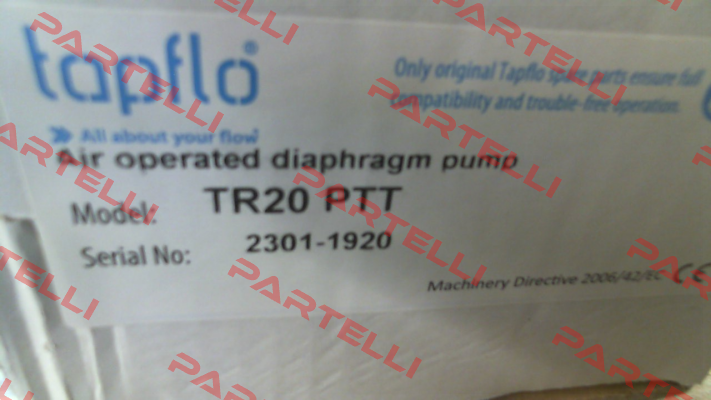 tapflo®
All about your flow
Only original Tapflo spare parts ensure full
compatibility and trouble-free operation.
Air operated diaphragm pump
Model: TR20 PTT
Serial No: 2301-1920
Machinery Directive 2006/42/EC CE
PARTELLI
PARTELLI
PARTELLI
PARTELLI
PARTELLI
PARTELLI
PARTELLI
PARTELLI
PARTELLI
PARTELLI